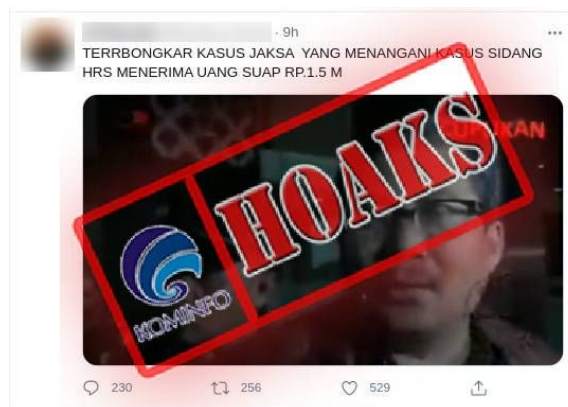 · 9h
TERRBONGKAR KASUS JAKSA YANG MENANGANI KASUS SIDANG
HRS MENERIMA UANG SUAP RP.1.5 M
HOAKS
KOMINFO
230 256 529